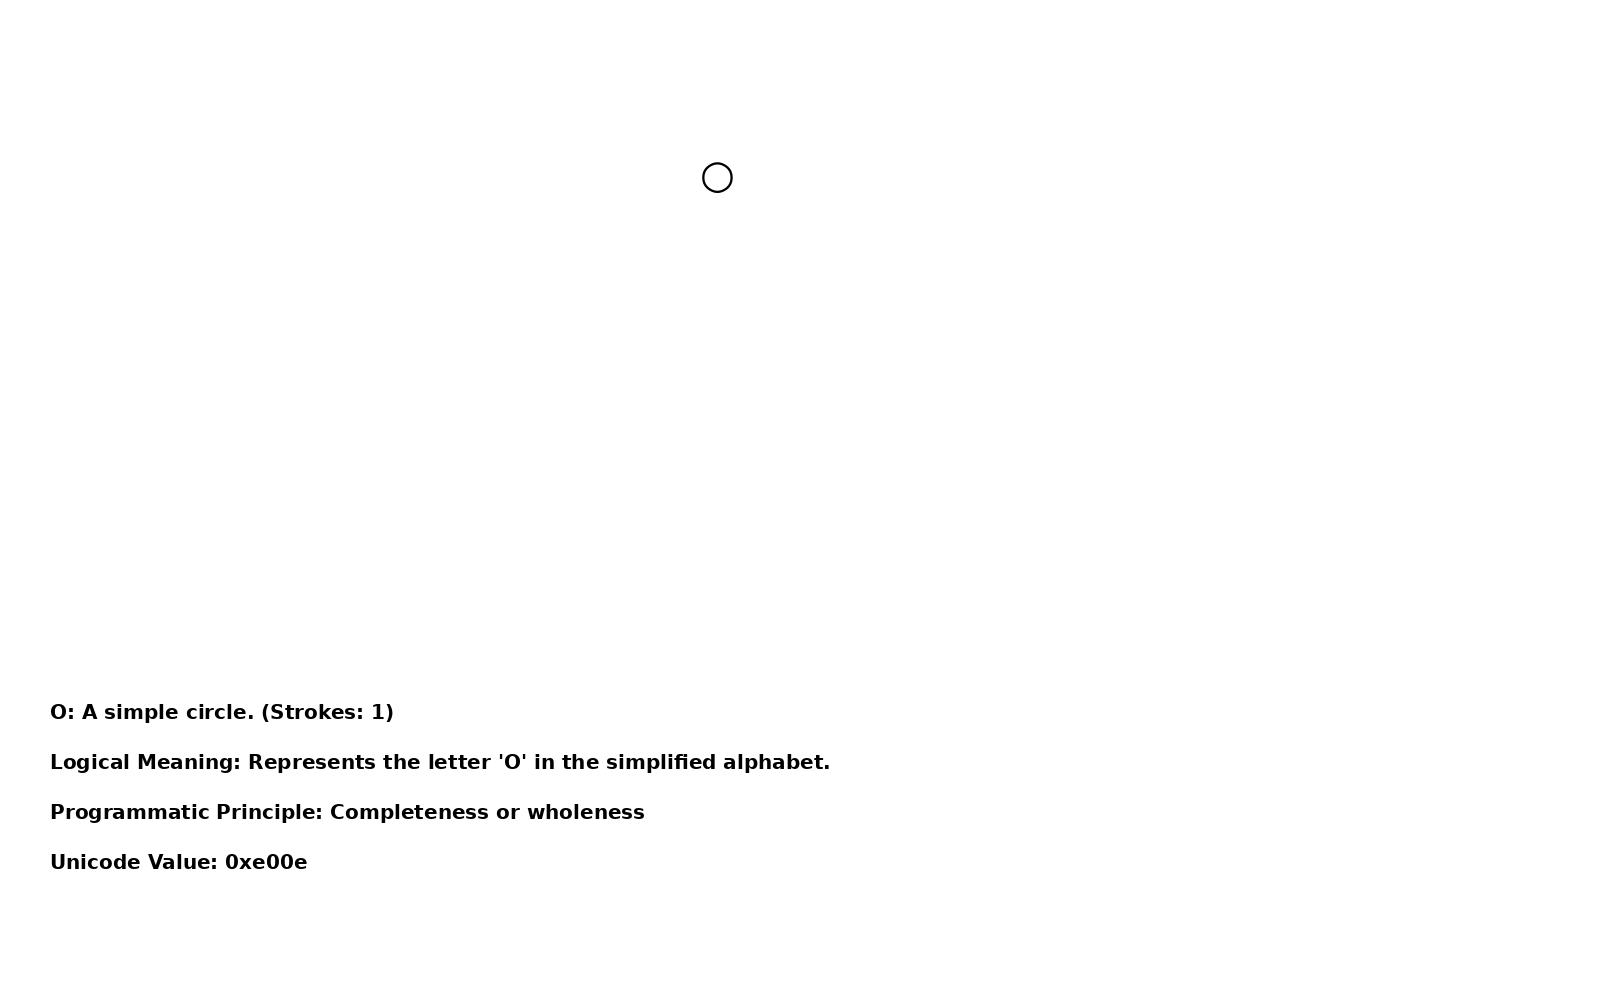 O: A simple circle. (Strokes: 1)
Logical Meaning: Represents the letter 'O' in the simplified alphabet.
Programmatic Principle: Completeness or wholeness
Unicode Value: 0xe00e